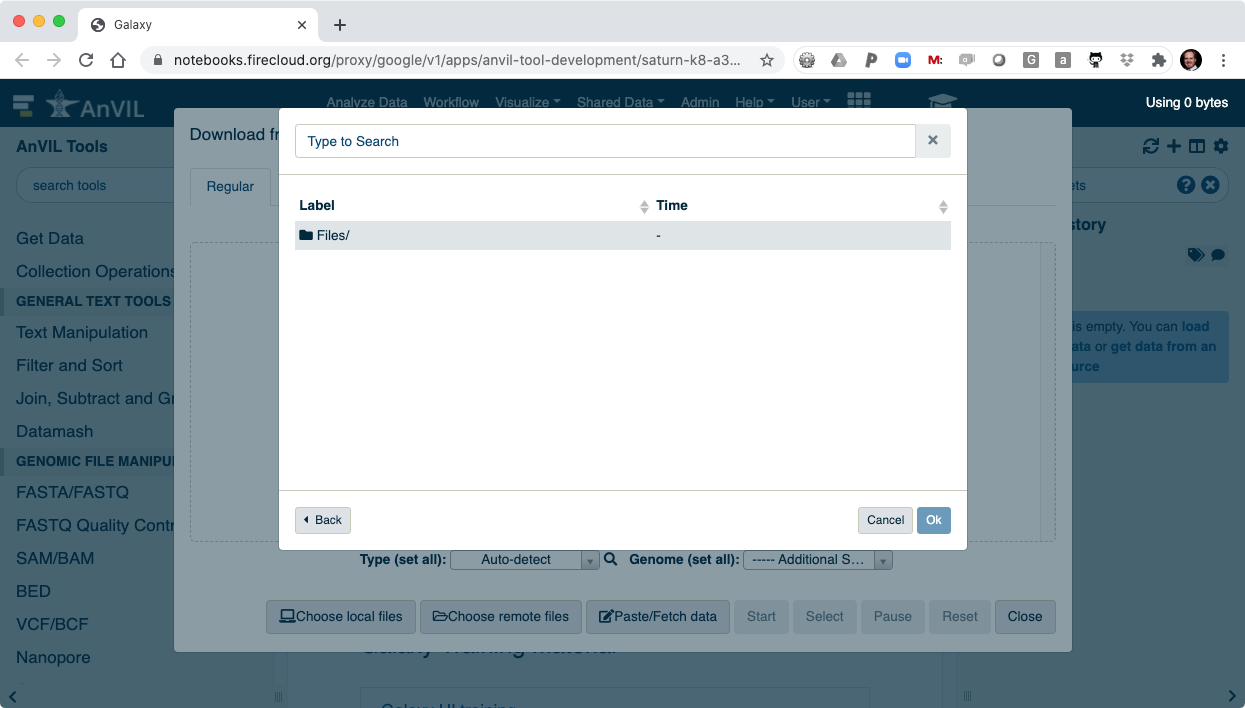 Galaxy
notebooks.firecloud.org/proxy/google/v1/apps/anvil-tool-development/saturn-k8-a3...
AnVIL
Analyze Data Workflow Visualize Shared Data Admin Help User
Using 0 bytes
AnVIL Tools
search tools
Get Data
Collection Operations
GENERAL TEXT TOOLS
Text Manipulation
Filter and Sort
Join, Subtract and Gr
Datamash
GENOMIC FILE MANIPU
FASTA/FASTQ
FASTQ Quality Contr
SAM/BAM
BED
VCF/BCF
Nanopore
Download fr
Regular
Type to Search
Label Time
Files/ -
Back Cancel Ok
Type (set all): Auto-detect Genome (set all): ----- Additional S...
Choose local files Choose remote files Paste/Fetch data Start Select Pause Reset Close
ets
story
is empty. You can load
ata or get data from an
urce